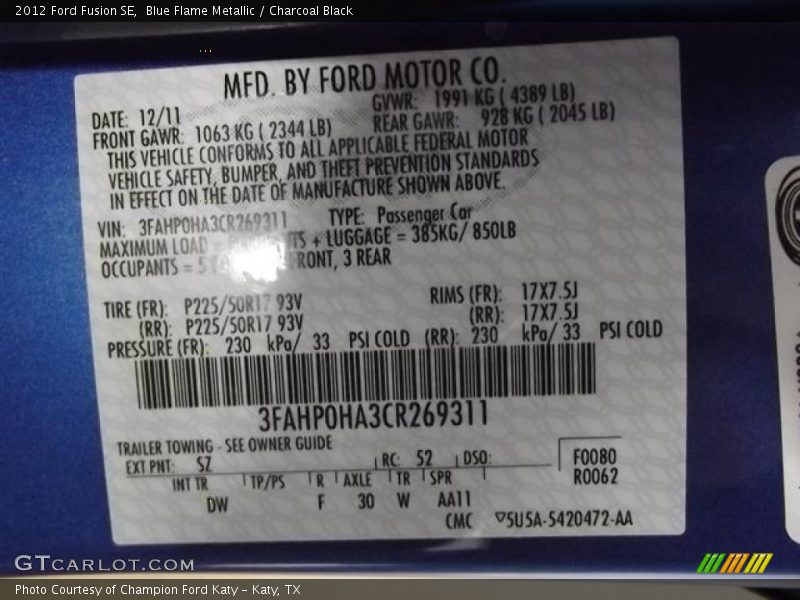 2012 Ford Fusion SE, Blue Flame Metallic / Charcoal Black
MFD. BY FORD MOTOR CO.
DATE: 12/11 GVWR: 1991 KG ( 4389 LB)
FRONT GAWR: 1063 KG ( 2344 LB) REAR GAWR: 928 KG ( 2045 LB)
THIS VEHICLE CONFORMS TO ALL APPLICABLE FEDERAL MOTOR
VEHICLE SAFETY, BUMPER, AND THEFT PREVENTION STANDARDS
IN EFFECT ON THE DATE OF MANUFACTURE SHOWN ABOVE.
VIN: 3FAHP0HA3CR269311 TYPE: Passenger Car
MAXIMUM LOAD = + LUGGAGE = 385KG/ 850LB
OCCUPANTS = 5 FRONT, 3 REAR
TIRE (FR): P225/50R17 93V RIMS (FR): 17X7.5J
(RR): P225/50R17 93V (RR): 17X7.5J
PRESSURE (FR): 230 kPa/ 33 PSI COLD (RR): 230 kPa/ 33 PSI COLD
3FAHP0HA3CR269311
TRAILER TOWING - SEE OWNER GUIDE
EXT PNT: SZ RC: 52 DSO: F0080
INT TR TP/PS R AXLE TR SPR R0062
DW F 30 W AA11
CMC ▽5U5A-5420472-AA
GTCARLOT.COM
Photo Courtesy of Champion Ford Katy – Katy, TX